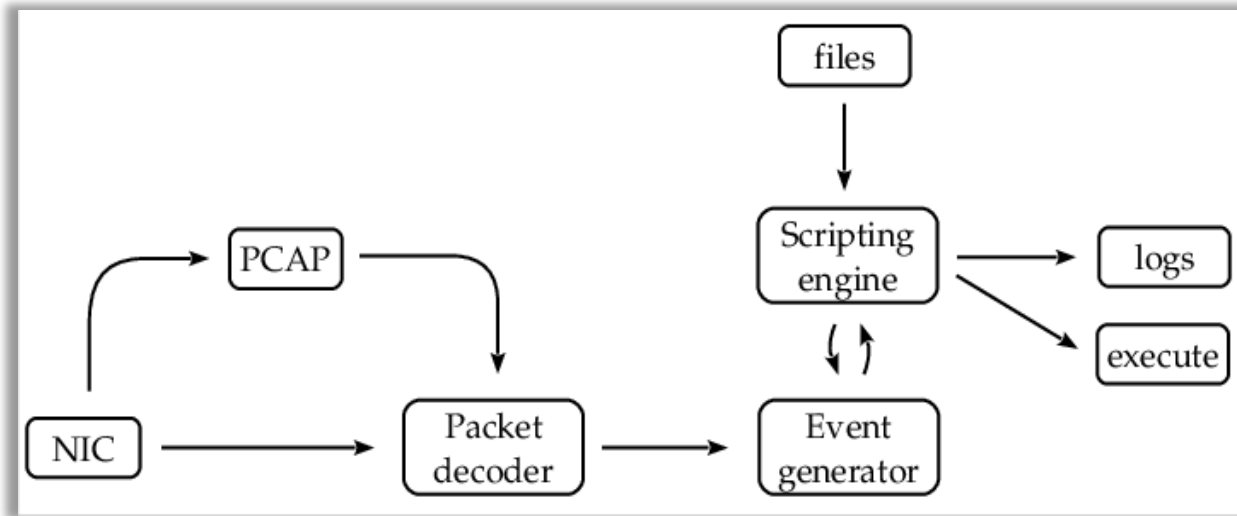 files
Scripting
engine
PCAP
logs
execute
NIC
Packet
decoder
Event
generator